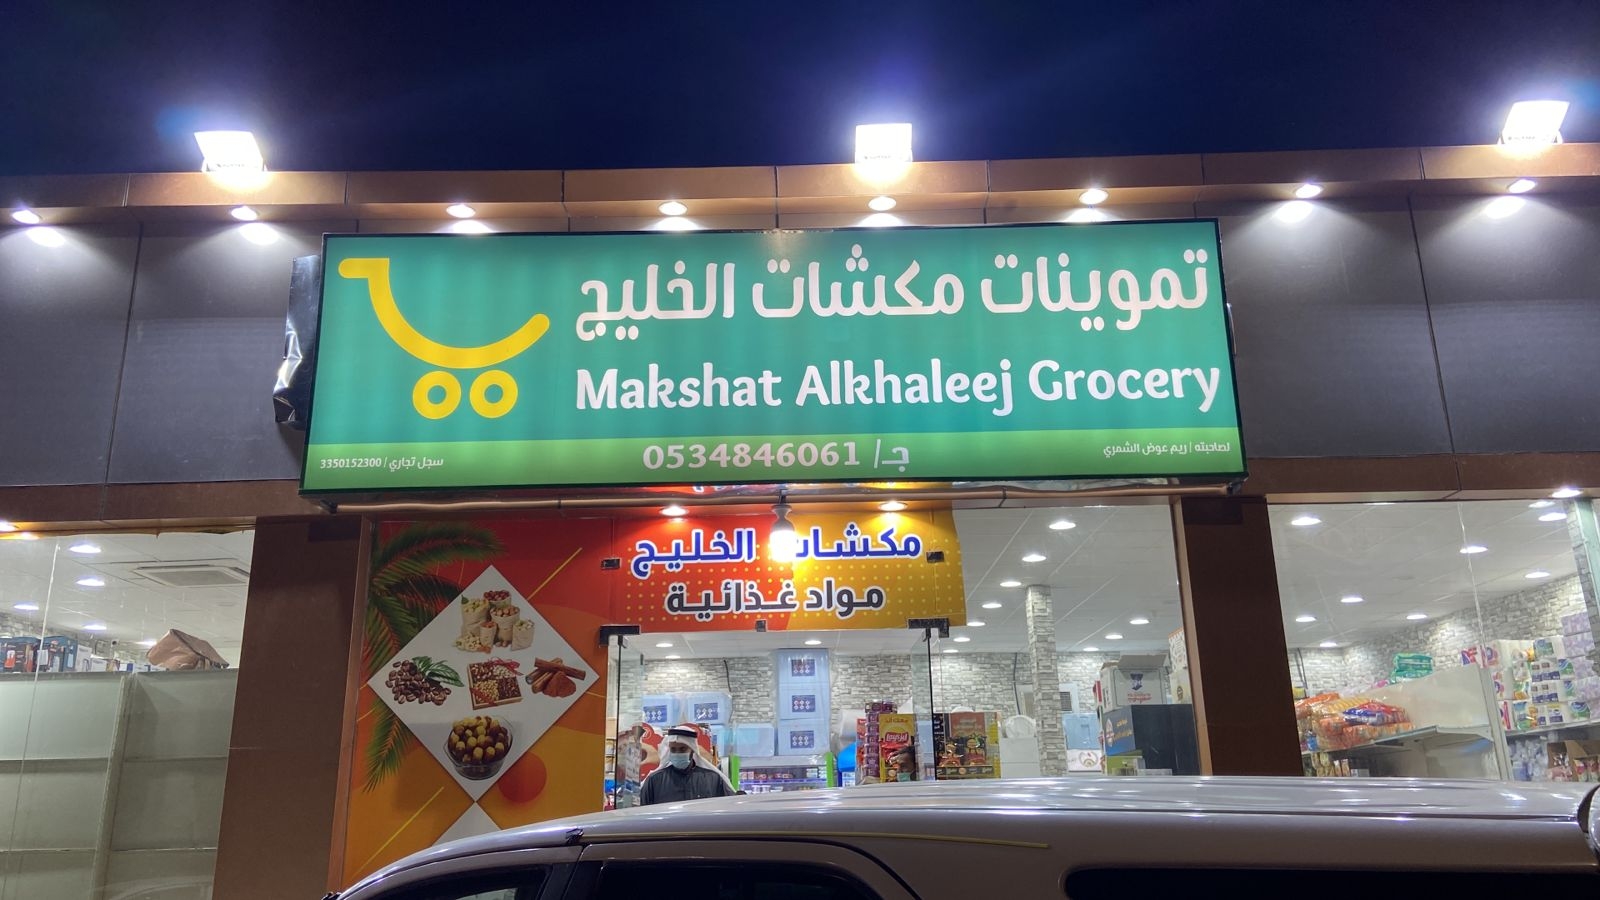 تموينات مكشات الخليج
Makshat Alkhaleej Grocery
لصاحبته / ريم عوض الشمري
جـ/ 0534846061
سجل تجاري / 3350152300
مكشات الخليج
مواد غذائية